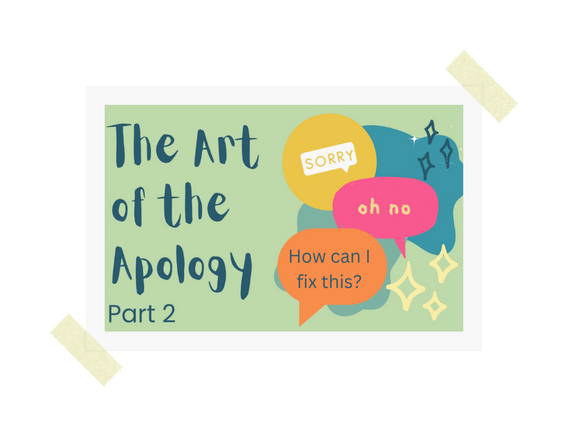 The Art
of the
Apology
Part 2
SORRY
oh no
How can I
fix this?